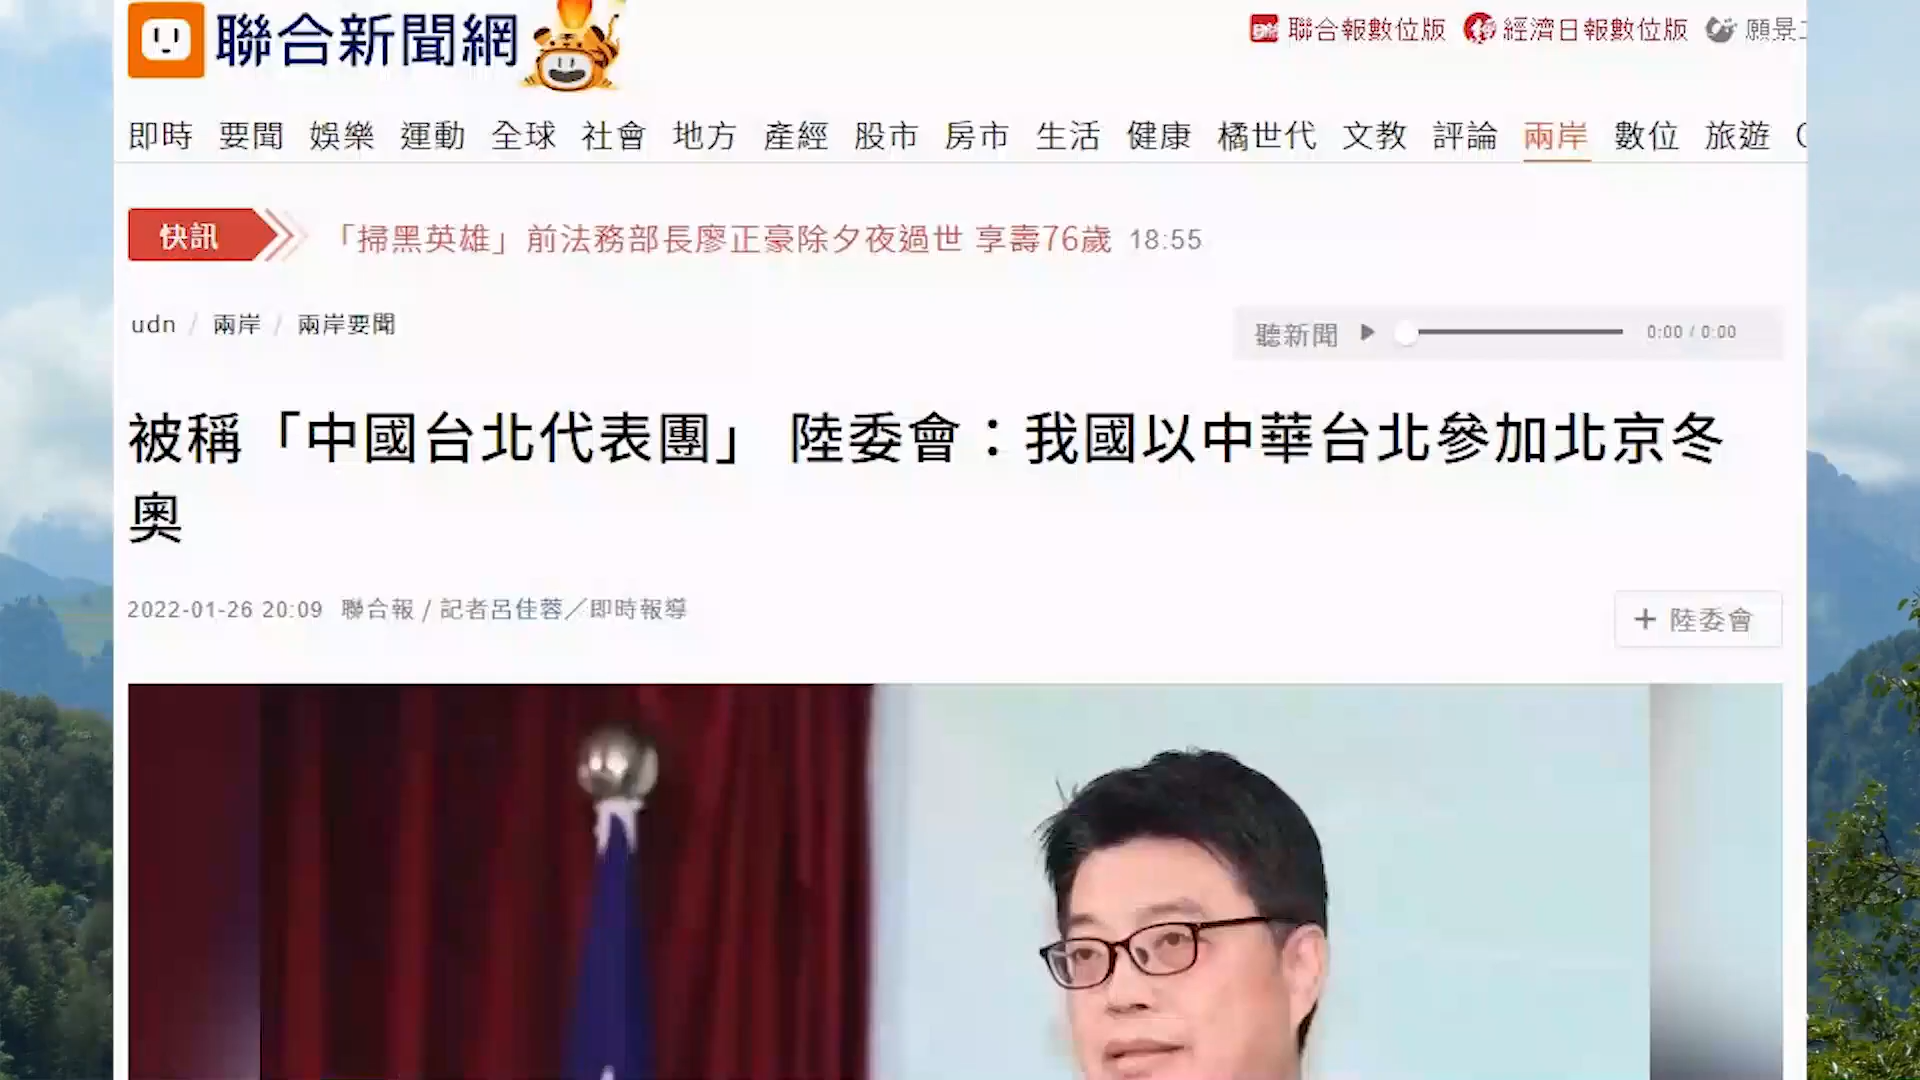 聯合新聞網
聯合報數位版 經濟日報數位版 願景
即時 要聞 娛樂 運動 全球 社會 地方 產經 股市 房市 生活 健康 橘世代 文教 評論 兩岸 數位 旅遊
快訊 「掃黑英雄」前法務部長廖正豪除夕夜過世 享壽76歲 18:55
udn / 兩岸 / 兩岸要聞
聽新聞 0:00 / 0:00
被稱「中國台北代表團」 陸委會：我國以中華台北參加北京冬
奧
2022-01-26 20:09 聯合報 / 記者呂佳蓉／即時報導
+ 陸委會